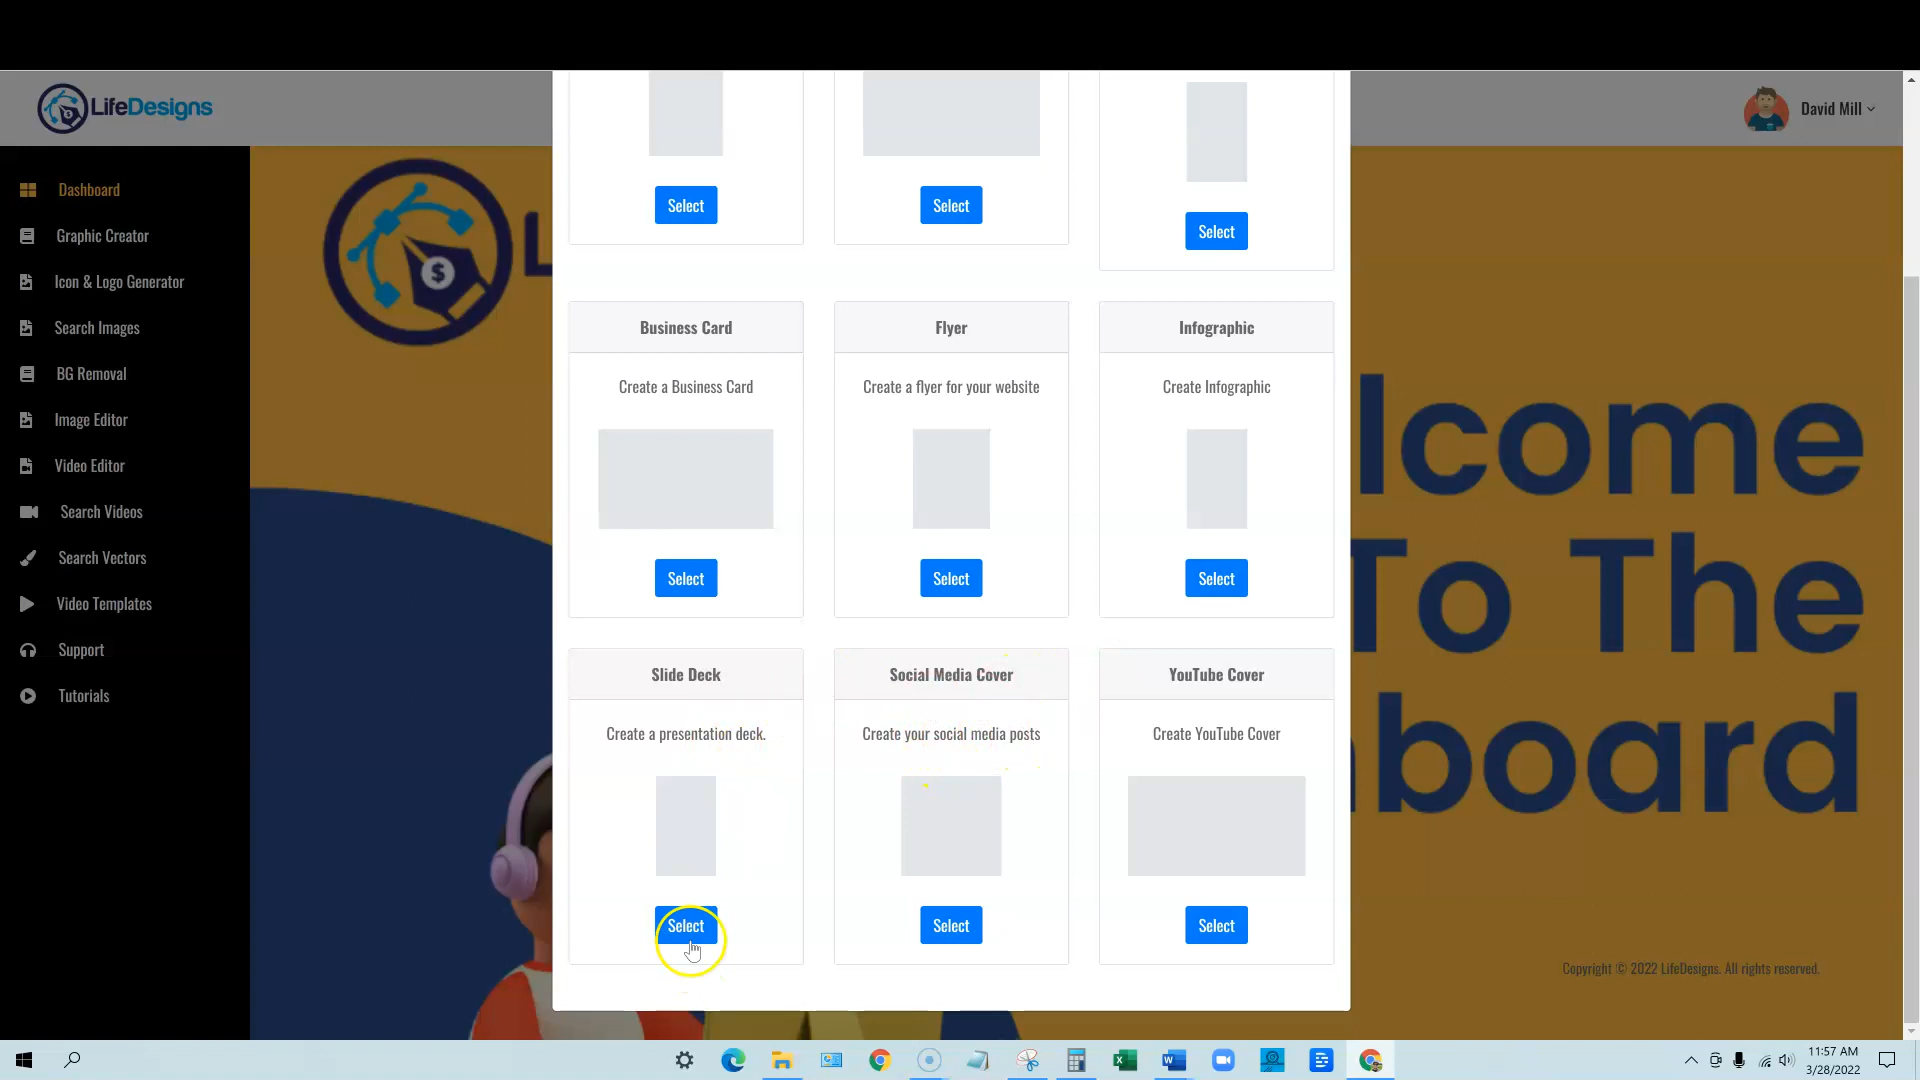 LifeDesigns
David Mill
Dashboard
Graphic Creator
Icon & Logo Generator
Search Images
BG Removal
Image Editor
Video Editor
Search Videos
Search Vectors
Video Templates
Support
Tutorials
Select
Select
Select
Business Card
Flyer
Infographic
Create a Business Card
Create a flyer for your website
Create Infographic
Select
Select
Select
Slide Deck
Social Media Cover
YouTube Cover
Create a presentation deck.
Create your social media posts
Create YouTube Cover
Select
Select
Select
L
lcome
To The
board
Copyright © 2022 LifeDesigns. All rights reserved.
11:57 AM
3/28/2022